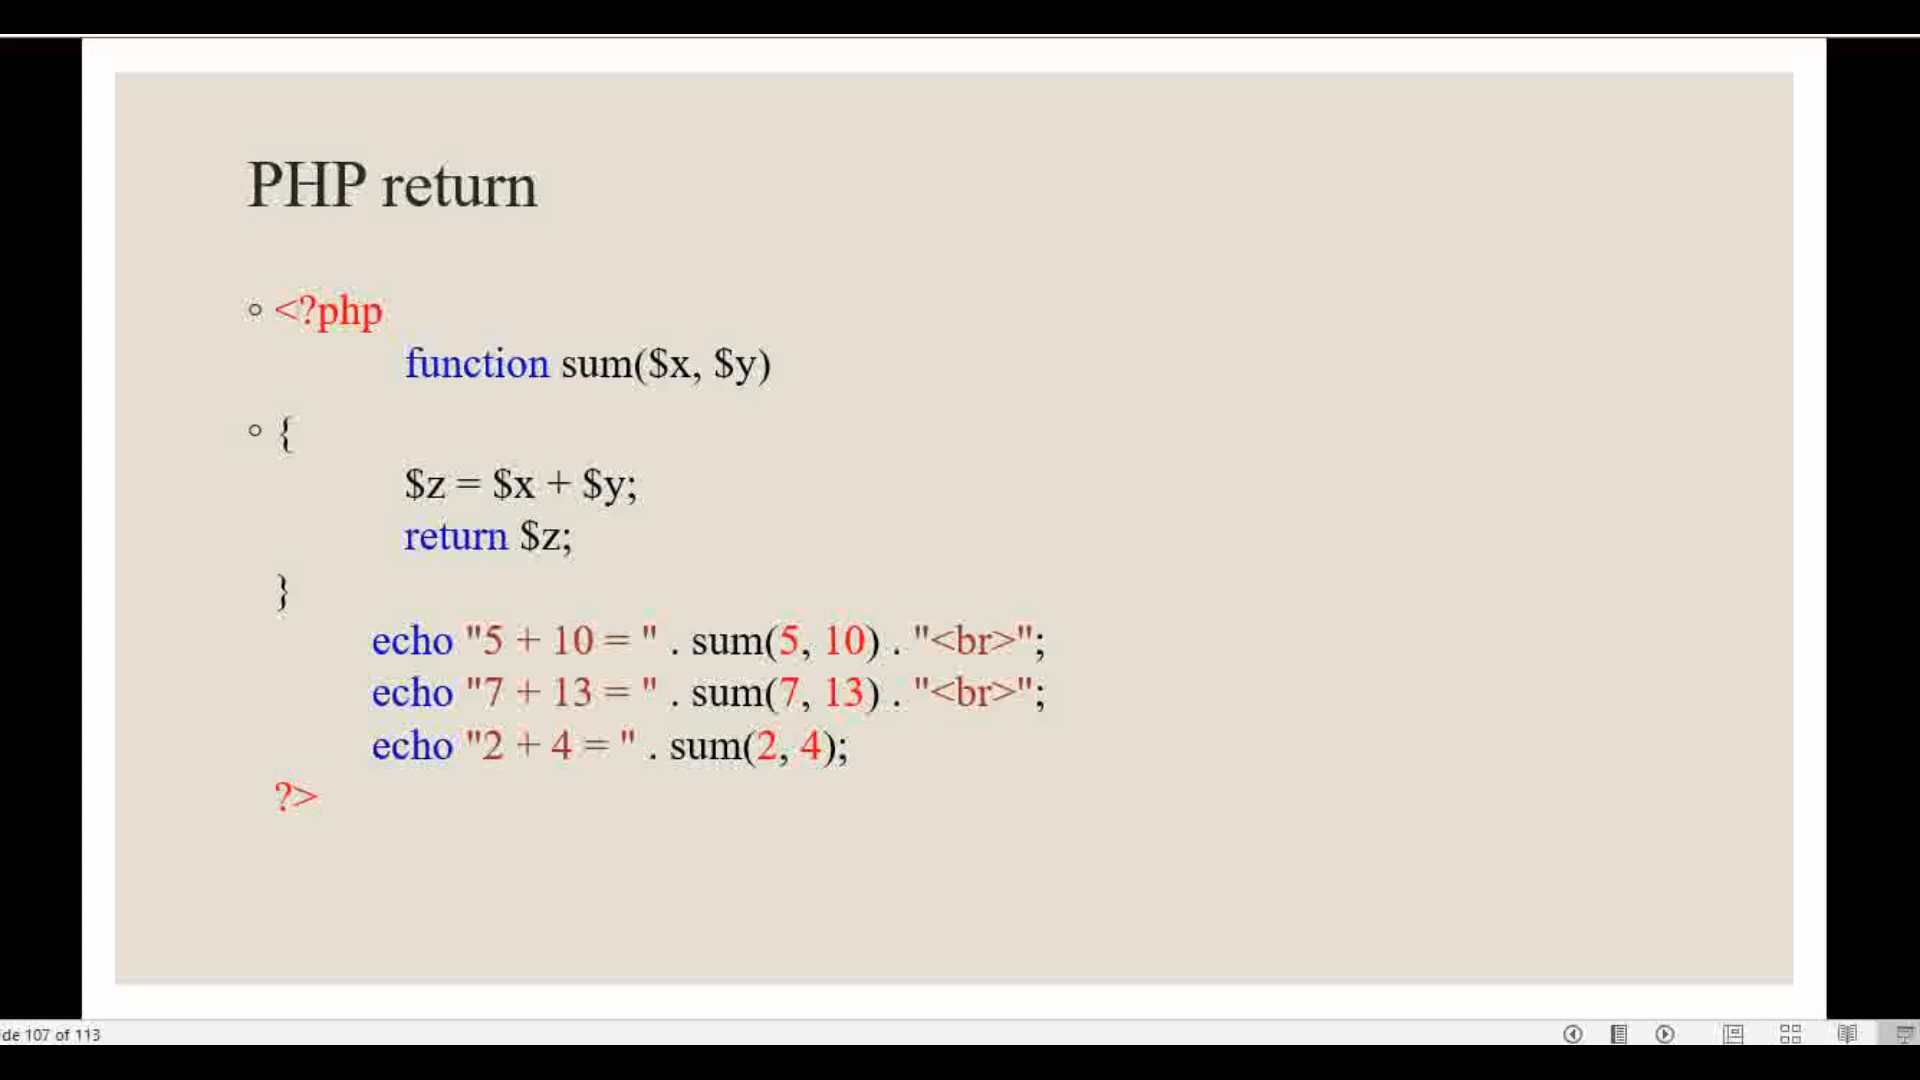 PHP return
<?php
function sum($x, $y)
{
$z = $x + $y;
return $z;
}
echo "5 + 10 = " . sum(5, 10) . "<br>";
echo "7 + 13 = " . sum(7, 13) . "<br>";
echo "2 + 4 = " . sum(2, 4);
?>
de 107 of 113